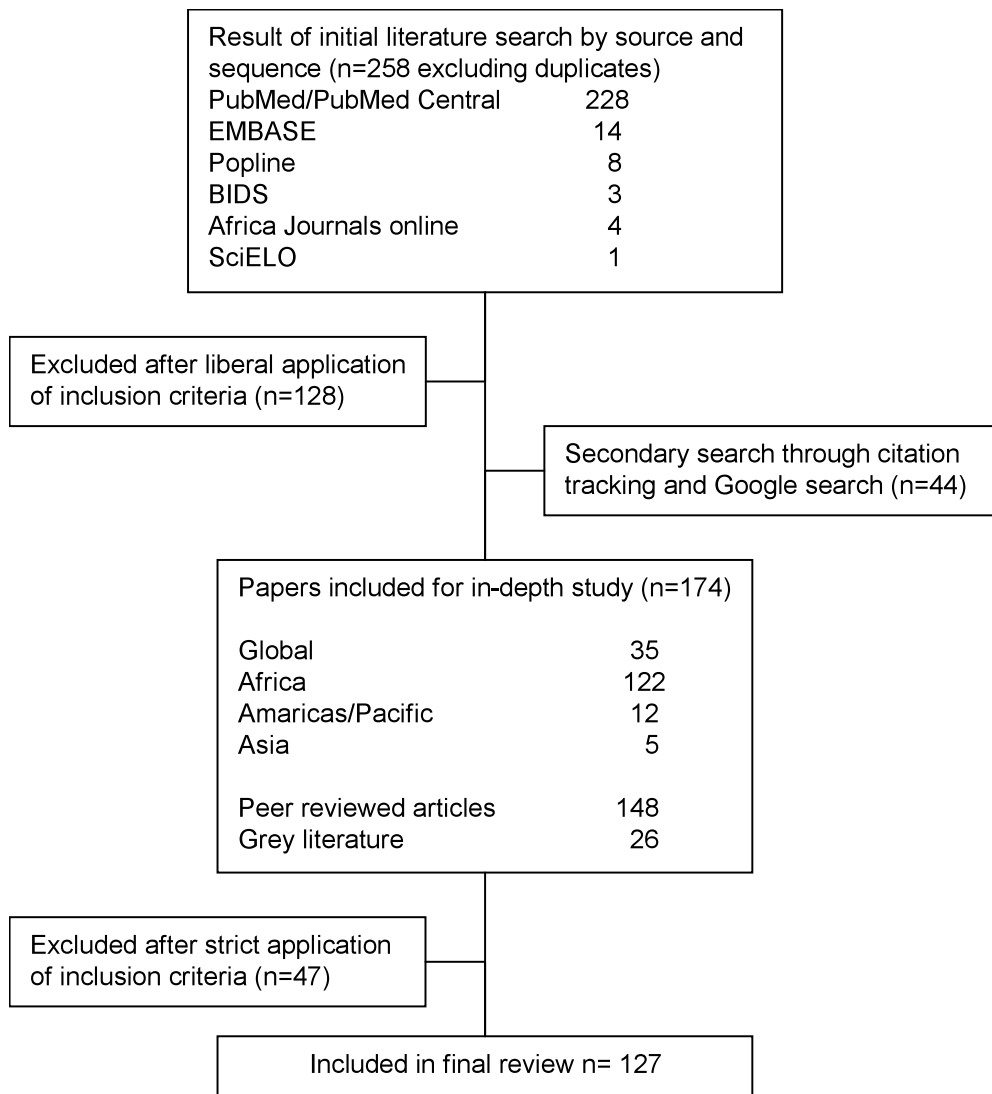 Result of initial literature search by source and
sequence (n=258 excluding duplicates)
PubMed/PubMed Central 228
EMBASE 14
Popline 8
BIDS 3
Africa Journals online 4
SciELO 1
Excluded after liberal application
of inclusion criteria (n=128)
Secondary search through citation
tracking and Google search (n=44)
Papers included for in-depth study (n=174)
Global 35
Africa 122
Amaricas/Pacific 12
Asia 5
Peer reviewed articles 148
Grey literature 26
Excluded after strict application
of inclusion criteria (n=47)
Included in final review n= 127